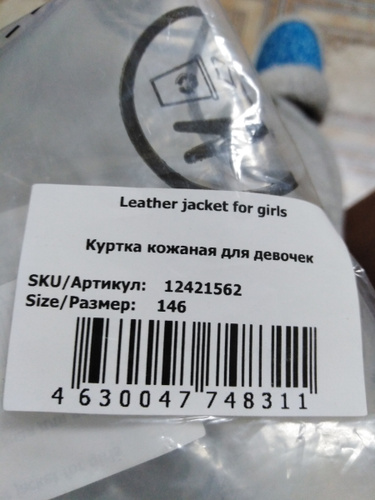 Leather jacket for girls
Куртка кожаная для девочек
SKU/Артикул: 12421562
Size/Размер: 146
4 630047 748311